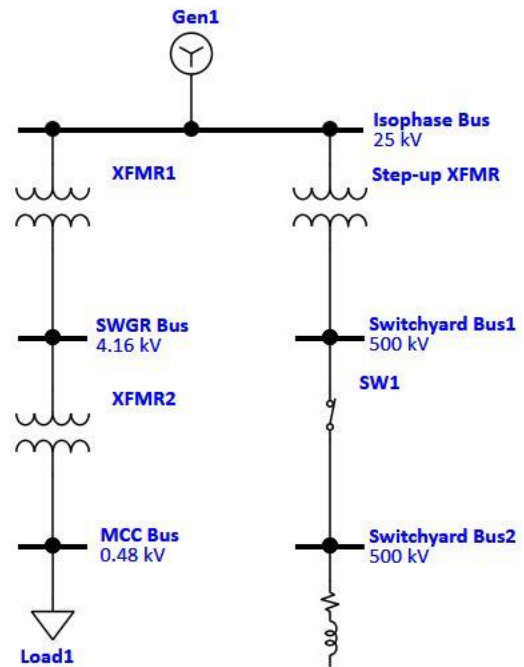 Gen1
Isophase Bus
25 kV
XFMR1
Step-up XFMR
SWGR Bus
4.16 kV
Switchyard Bus1
500 kV
XFMR2
SW1
MCC Bus
0.48 kV
Switchyard Bus2
500 kV
Load1